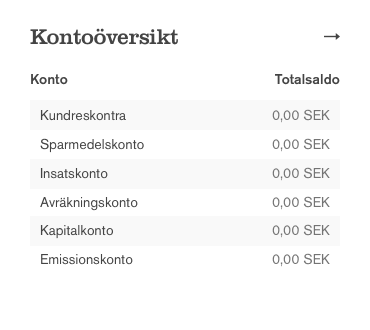 Kontoöversikt →
Konto Totalsaldo
Kundreskontra 0,00 SEK
Sparmedelskonto 0,00 SEK
Insatskonto 0,00 SEK
Avräkningskonto 0,00 SEK
Kapitalkonto 0,00 SEK
Emissionskonto 0,00 SEK